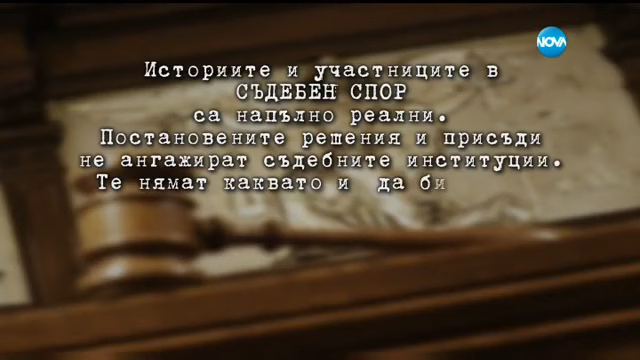 NOVA
Историите и участниците в
СЪДЕБЕН СПОР
са напълно реални.
Постановените решения и присъди
не ангажират съдебните институции.
Те нямат каквато и да би